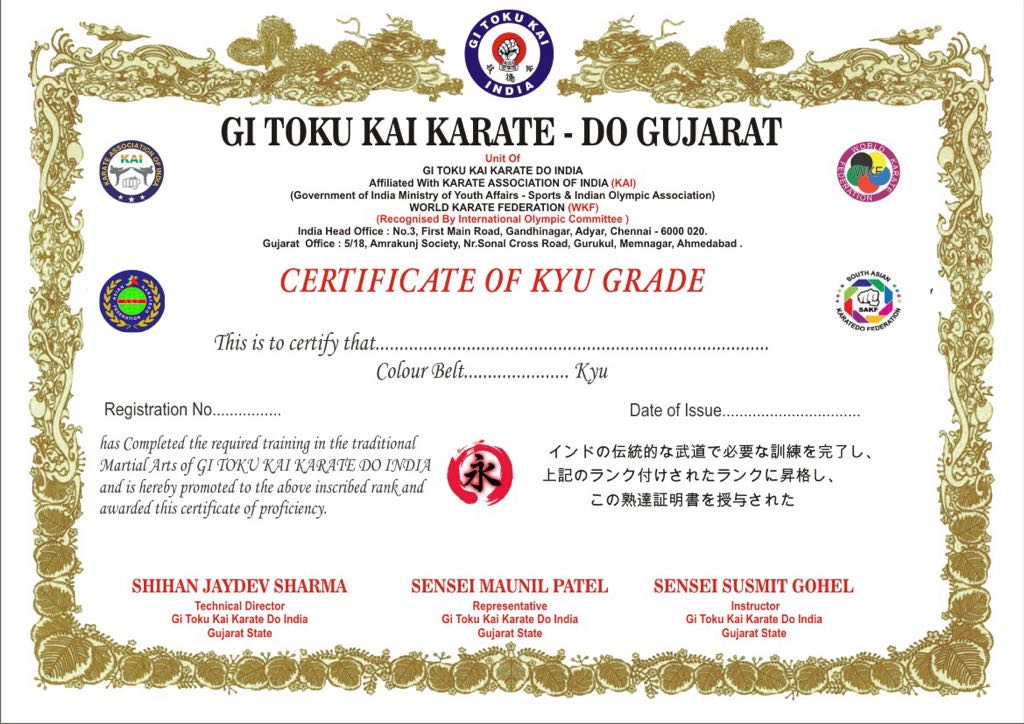 GI TOKU KAI
INDIA
GI TOKU KAI KARATE - DO GUJARAT
Unit Of
GI TOKU KAI KARATE DO INDIA
Affiliated With KARATE ASSOCIATION OF INDIA (KAI)
(Government of India Ministry of Youth Affairs - Sports & Indian Olympic Association)
WORLD KARATE FEDERATION (WKF)
(Recognised By International Olympic Committee )
India Head Office : No.3, First Main Road, Gandhinagar, Adyar, Chennai - 6000 020.
Gujarat Office : 5/18, Amrakunj Society, Nr.Sonal Cross Road, Gurukul, Memnagar, Ahmedabad .
KARATE ASSOCIATION OF INDIA
KAI
WORLD KARATE FEDERATION
WKF
CERTIFICATE OF KYU GRADE
ASIAN KARATEDO FEDERATION
SOUTH ASIAN
SAKF
KARATEDO FEDERATION
This is to certify that..................................................................................
Colour Belt...................... Kyu
Registration No................
Date of Issue................................
has Completed the required training in the traditional
Martial Arts of GI TOKU KAI KARATE DO INDIA
and is hereby promoted to the above inscribed rank and
awarded this certificate of proficiency.
永
インドの伝統的な武道で必要な訓練を完了し、
上記のランク付けされたランクに昇格し、
この熟達証明書を授与された
SHIHAN JAYDEV SHARMA
Technical Director
Gi Toku Kai Karate Do India
Gujarat State
SENSEI MAUNIL PATEL
Representative
Gi Toku Kai Karate Do India
Gujarat State
SENSEI SUSMIT GOHEL
Instructor
Gi Toku Kai Karate Do India
Gujarat State